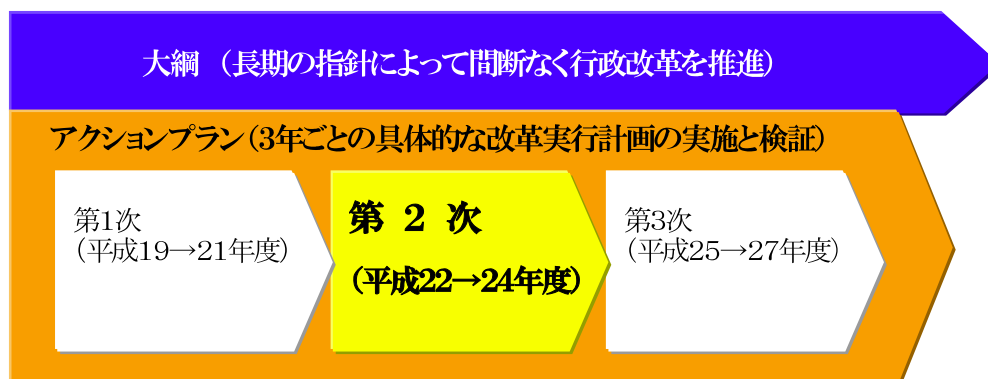 大綱 （長期の指針によって間断なく行政改革を推進）
アクションプラン（3年ごとの具体的な改革実行計画の実施と検証）
第1次
（平成19→21年度）
第 2 次
（平成22→24年度）
第3次
（平成25→27年度）